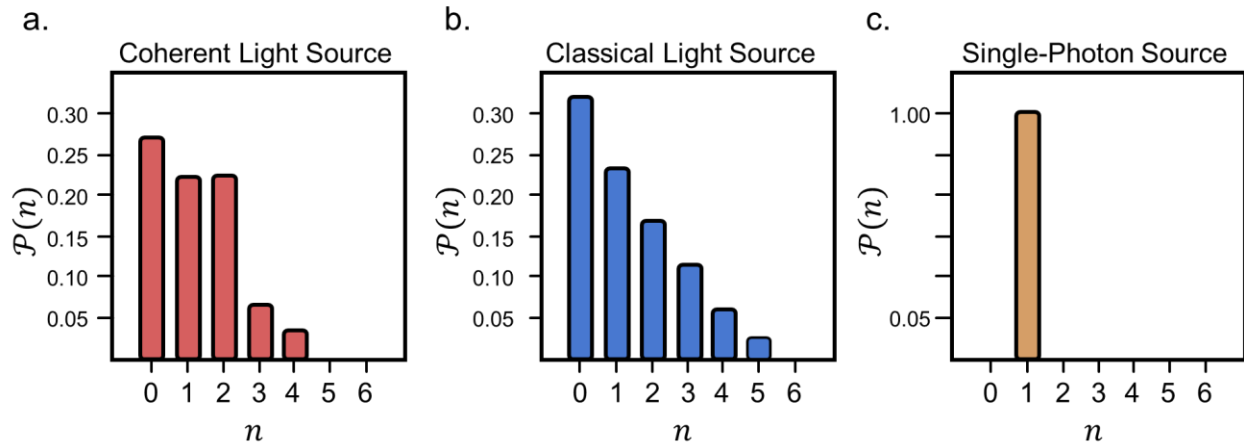 a.
Coherent Light Source
0.30
0.25
0.20
0.15
0.10
0.05
𝒫(n)
0 1 2 3 4 5 6
n
b.
Classical Light Source
0.30
0.25
0.20
0.15
0.10
0.05
𝒫(n)
0 1 2 3 4 5 6
n
c.
Single-Photon Source
1.00
0.05
𝒫(n)
0 1 2 3 4 5 6
n